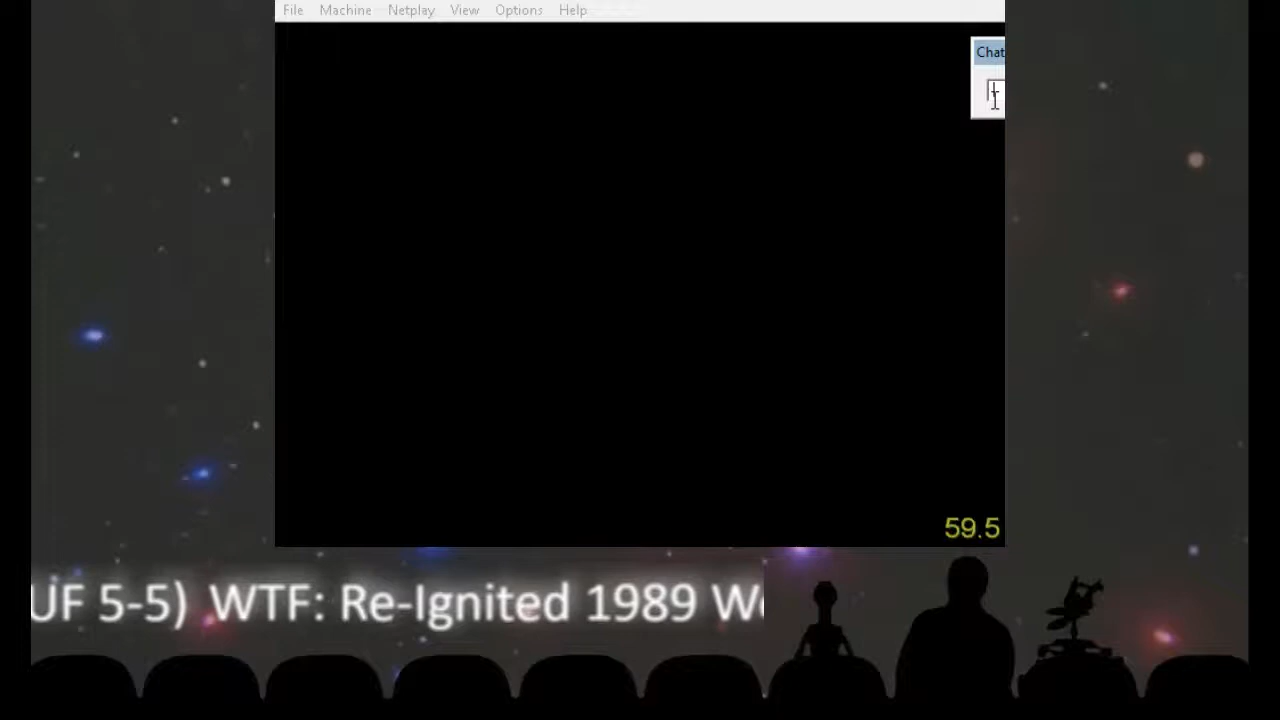 File Machine Netplay View Options Help
Chat
59.5
UF 5-5) WTF: Re-Ignited 1989 W